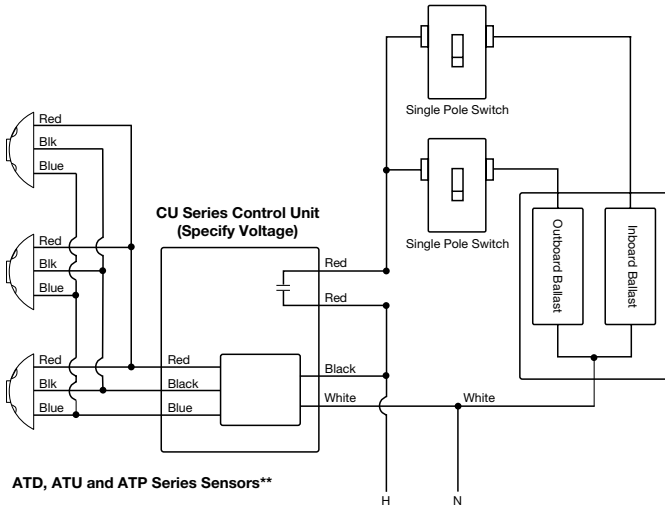 Single Pole Switch
Red
Blk
Blue
CU Series Control Unit
(Specify Voltage)
Single Pole Switch
Outboard Ballast
Inboard Ballast
Red
Blk
Blue
Red
Red
Red
Blk
Blue
Red
Black
Blue
Black
White
White
ATD, ATU and ATP Series Sensors**
H
N